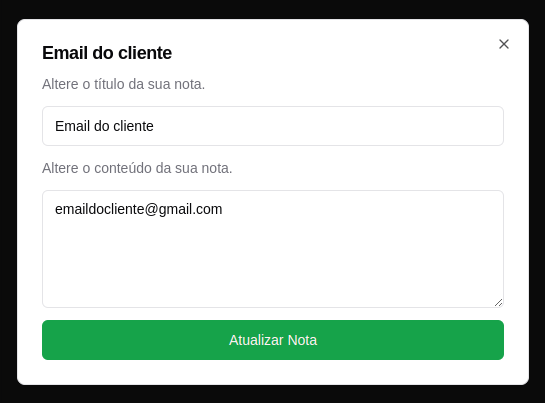 Email do cliente
Altere o título da sua nota.
Email do cliente
Altere o conteúdo da sua nota.
emaildocliente@gmail.com
Atualizar Nota